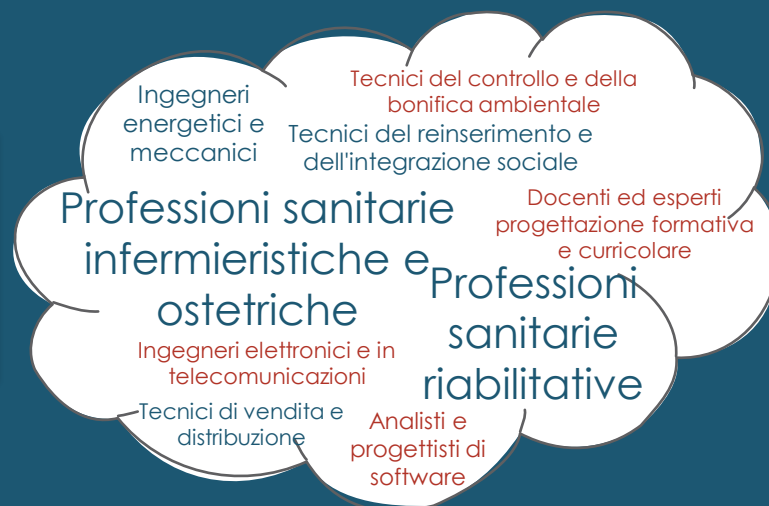 Ingegneri
energetici e
meccanici
Tecnici del controllo e della
bonifica ambientale
Tecnici del reinserimento e
dell'integrazione sociale
Professioni sanitarie
infermieristiche e
ostetriche
Docenti ed esperti
progettazione formativa
e curricolare
Professioni
sanitarie
riabilitative
Ingegneri elettronici e in
telecomunicazioni
Tecnici di vendita e
distribuzione
Analisti e
progettisti di
software